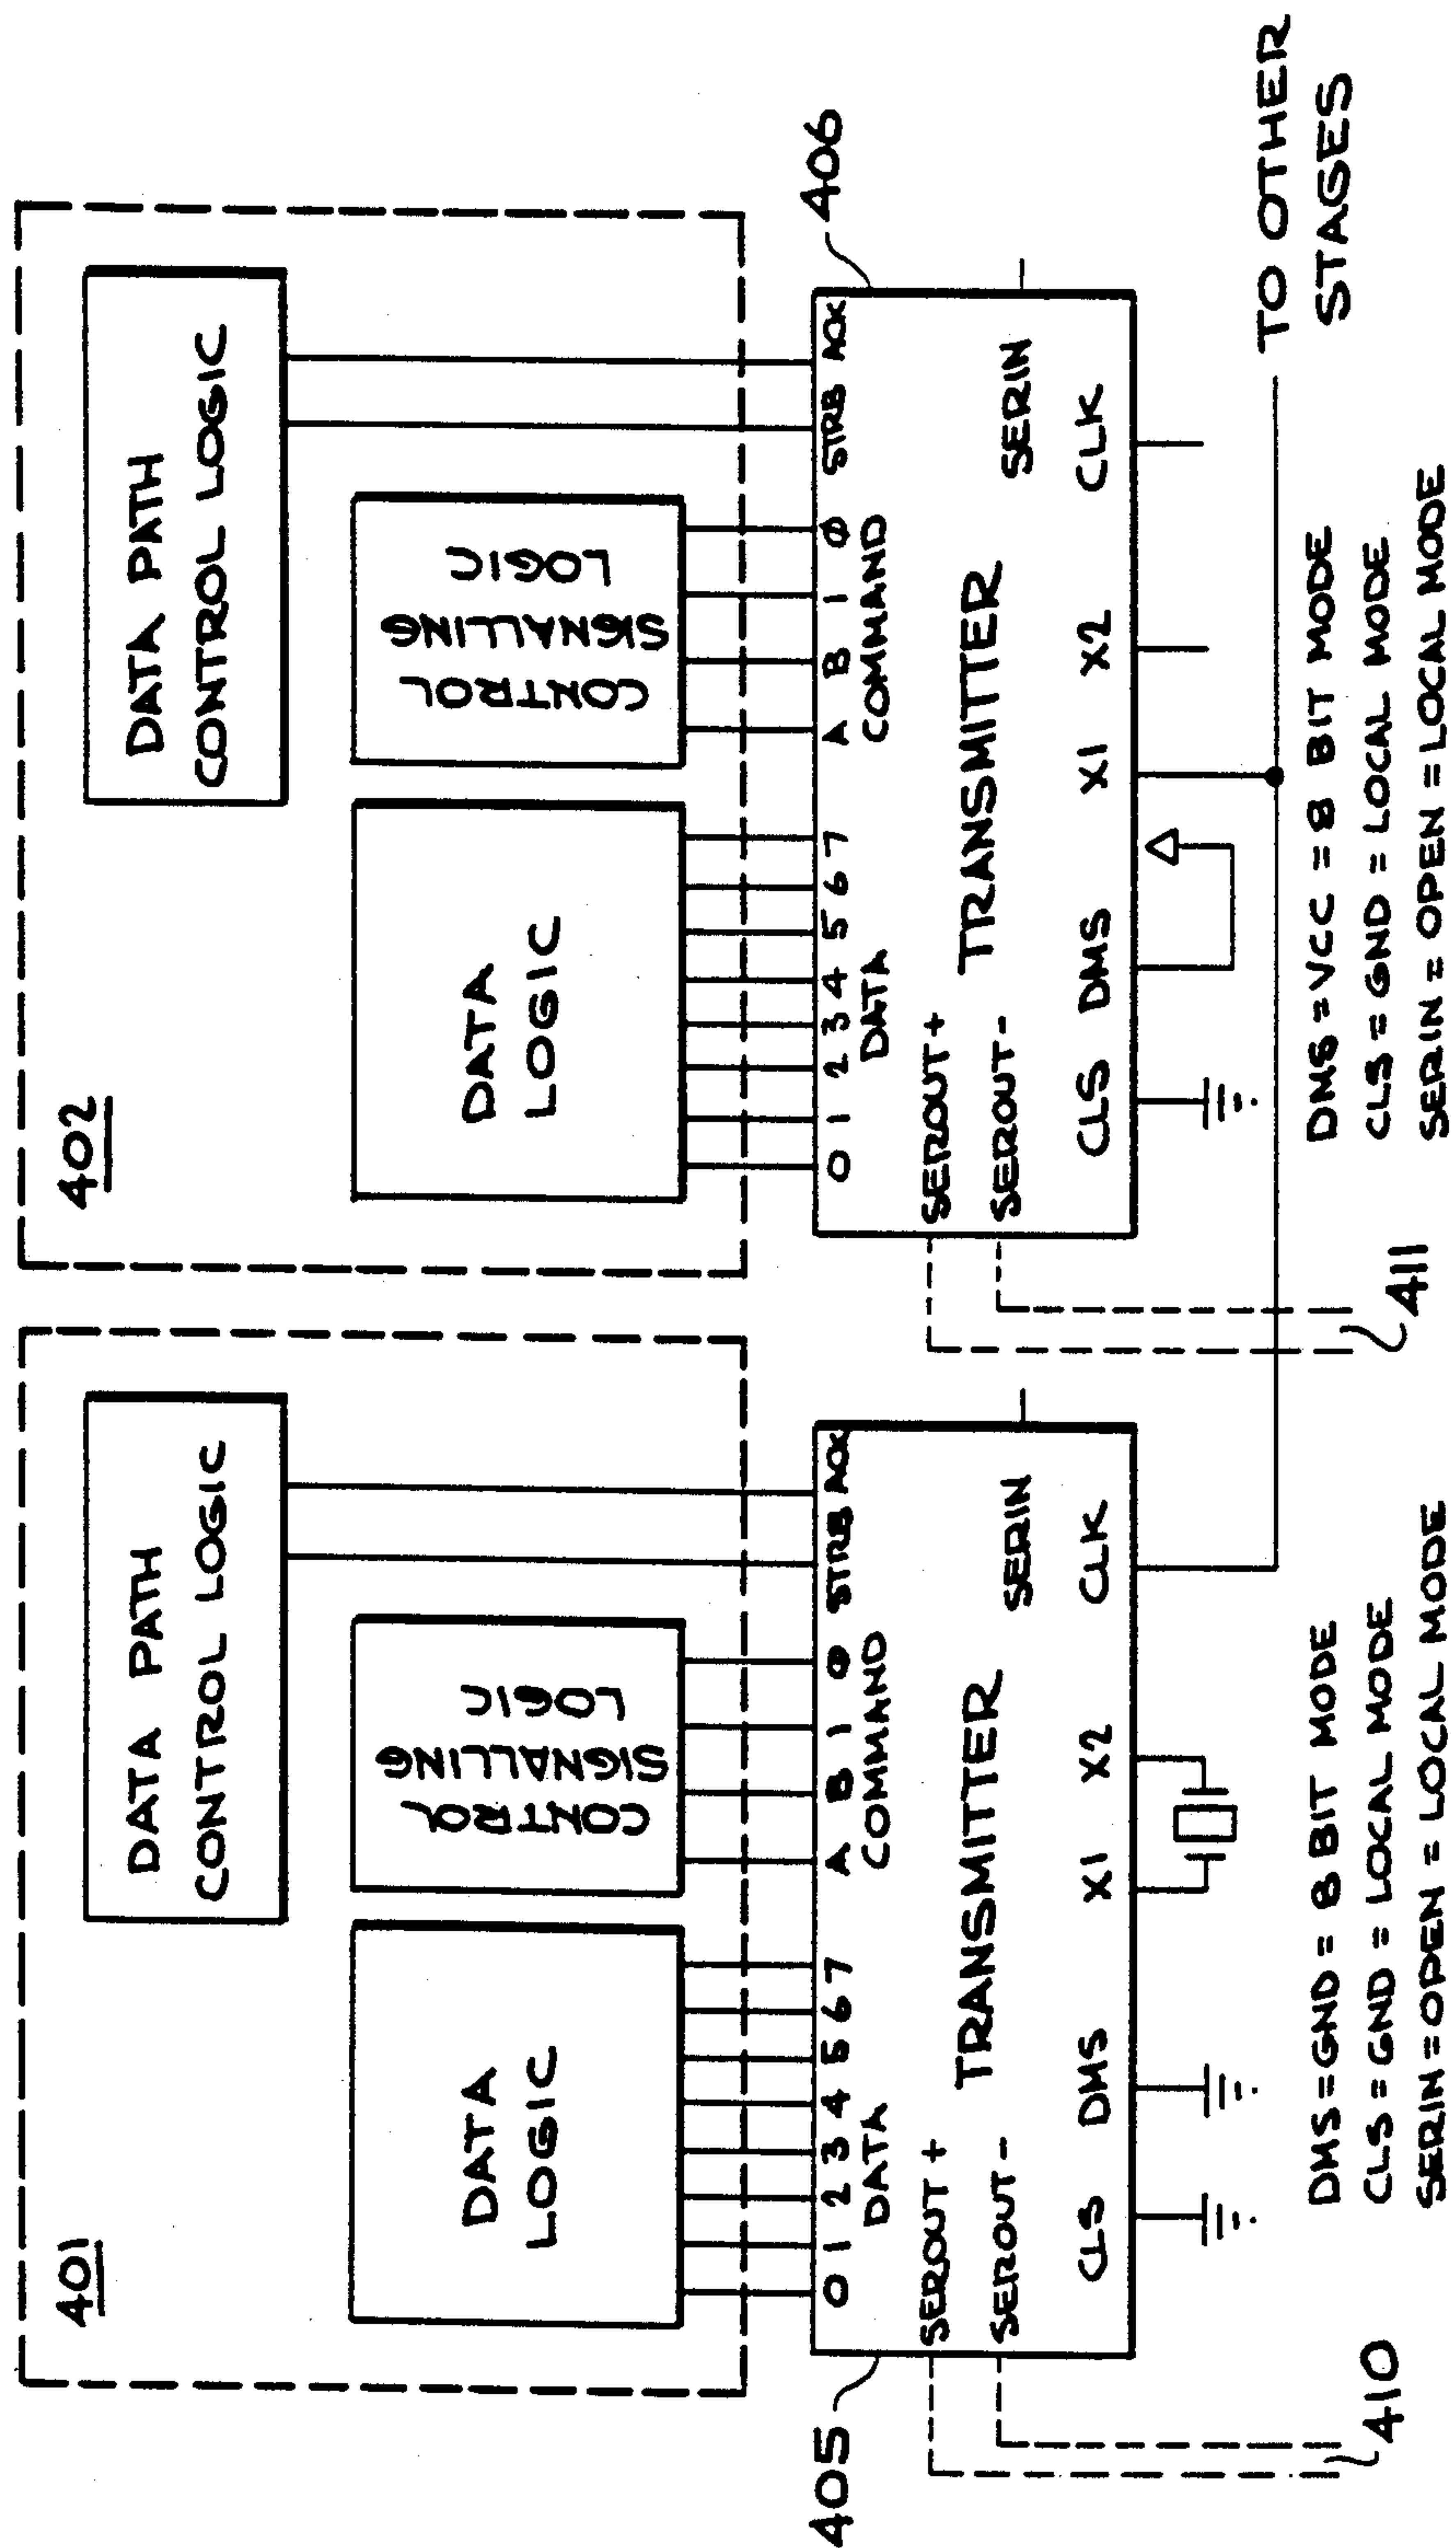 401
DATA PATH
CONTROL LOGIC
DATA
LOGIC
CONTROL
SIGNALLING
LOGIC
0 1 2 3 4 5 6 7
DATA
A B 1 0
COMMAND
STRB ACK
405
SEROUT+
SEROUT-
TRANSMITTER
SERIN
CLS DMS X1 X2 CLK
410
DMS=GND = 8 BIT MODE
CLS = GND = LOCAL MODE
SERIN=OPEN = LOCAL MODE
402
DATA PATH
CONTROL LOGIC
DATA
LOGIC
CONTROL
SIGNALLING
LOGIC
0 1 2 3 4 5 6 7
DATA
A B 1 Ø
COMMAND
STRB ACK
406
SEROUT+
SEROUT-
TRANSMITTER
SERIN
CLS DMS X1 X2 CLK
411
TO OTHER
STAGES
DMS=VCC = 8 BIT MODE
CLS = GND = LOCAL MODE
SERIN = OPEN = LOCAL MODE